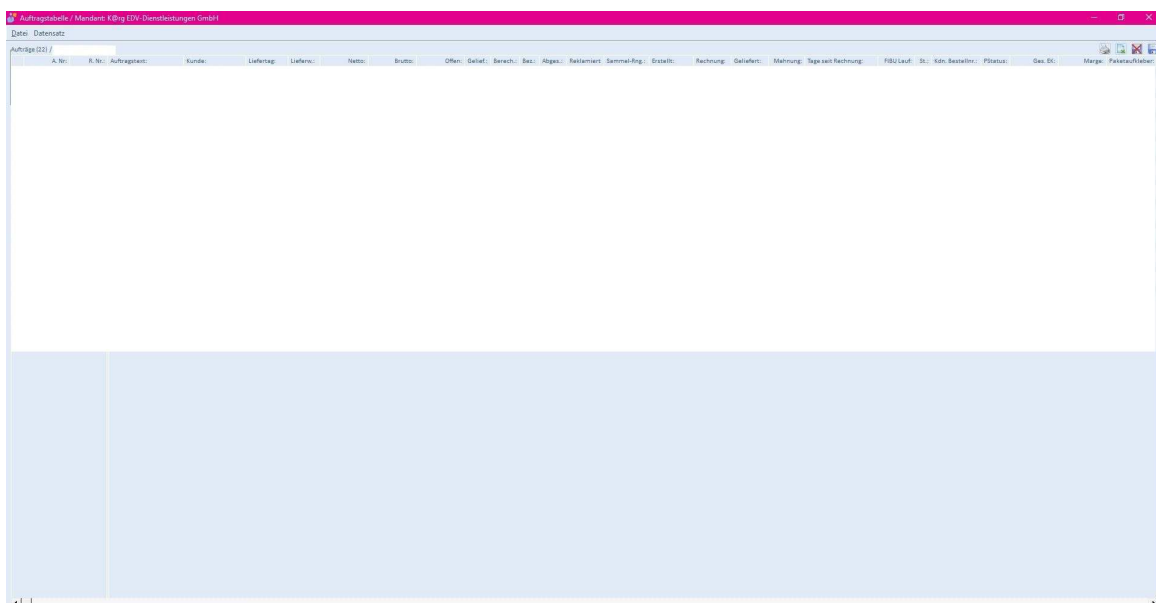 Auftragstabelle / Mandant: K@rg EDV-Dienstleistungen GmbH
Datei Datensatz
Aufträge (22) /
A. Nr.: R. Nr.: Auftragstext: Kunde: Liefertag: Lieferw.: Netto: Brutto: Offen: Gelief.: Berech.: Bez.: Abges.: Reklamiert Sammel-Rng.: Erstellt: Rechnung: Geliefert: Mahnung: Tage seit Rechnung: FIBU Lauf: St.: Kdn. Bestellnr.: PStatus: Ges. EK: Marge: Paketaufkleber: